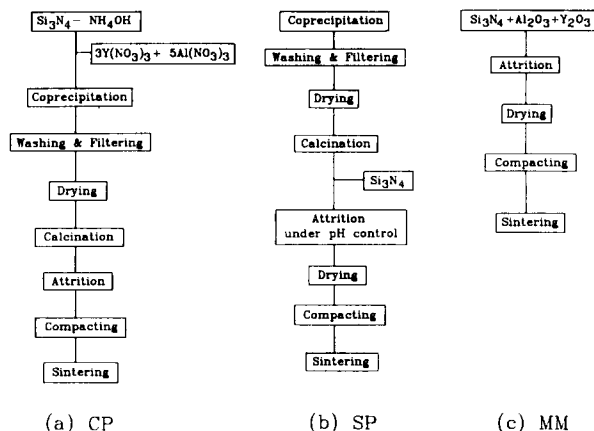 Si₃N₄ − NH₄OH
3Y(NO₃)₃ + 5Al(NO₃)₃
Coprecipitation
Washing & Filtering
Drying
Calcination
Attrition
Compacting
Sintering
(a) CP
Coprecipitation
Washing & Filtering
Drying
Calcination
Si₃N₄
Attrition
under pH control
Drying
Compacting
Sintering
(b) SP
Si₃N₄ +Al₂O₃+Y₂O₃
Attrition
Drying
Compacting
Sintering
(c) MM